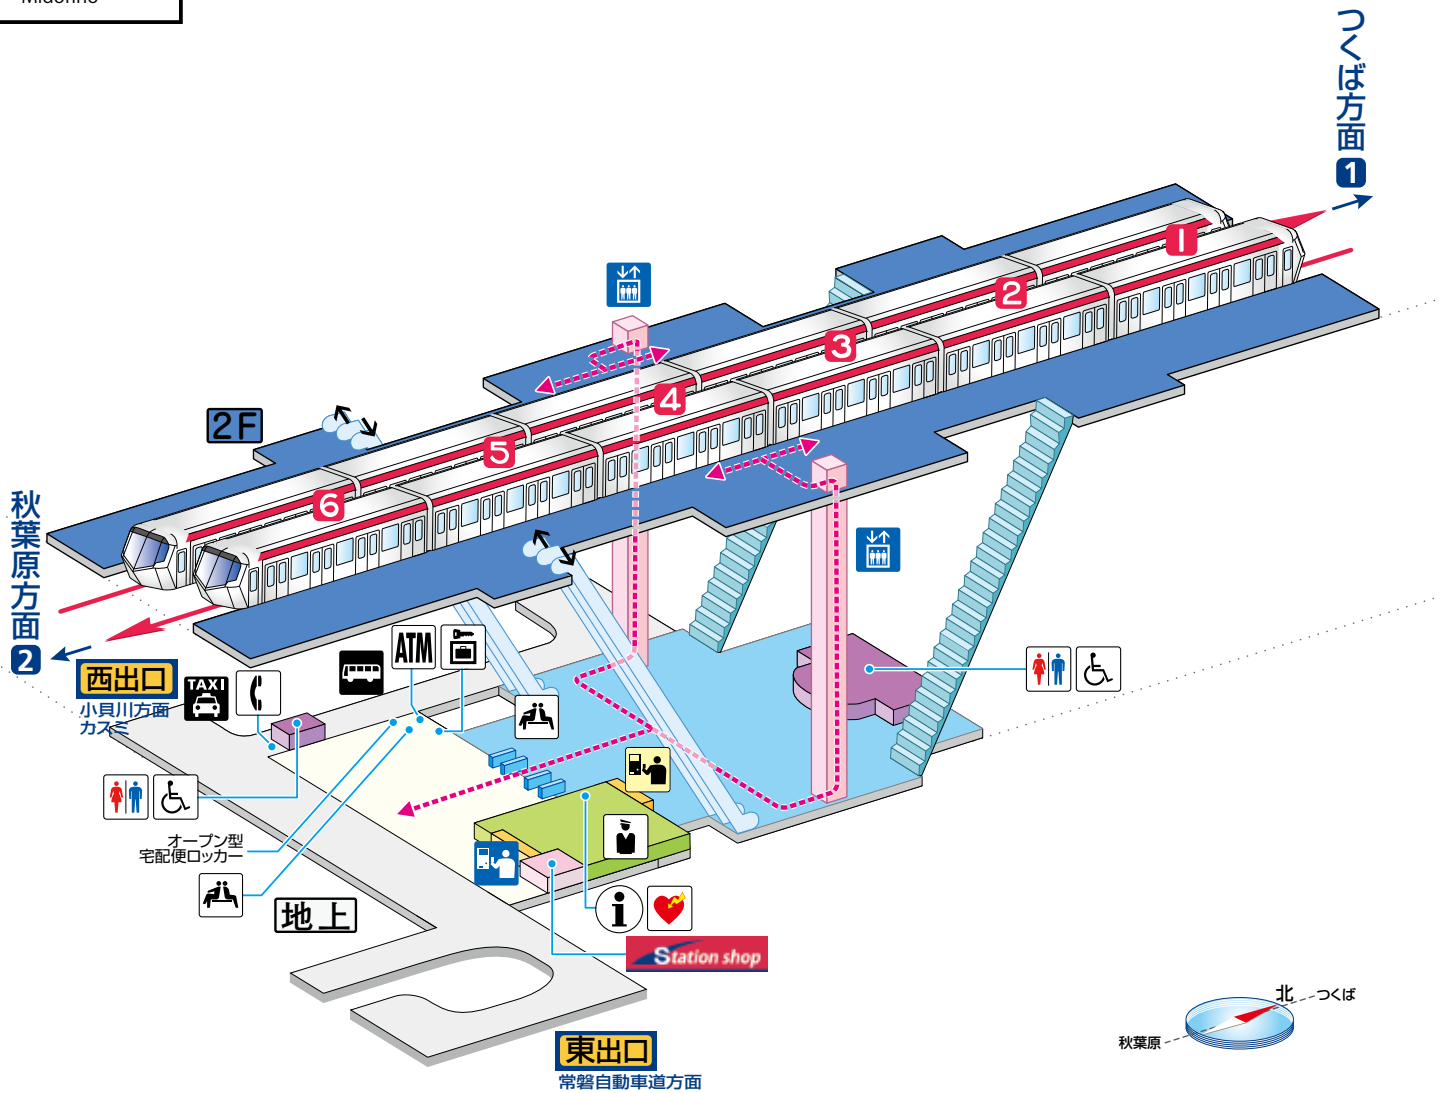 つくば方面
1
1
2
3
4
5
6
2F
秋葉原方面
2
西出口
小貝川方面
カスミ
TAXI
ATM
オープン型
宅配便ロッカー
地上
i
Station shop
東出口
常磐自動車道方面
北
つくば
秋葉原